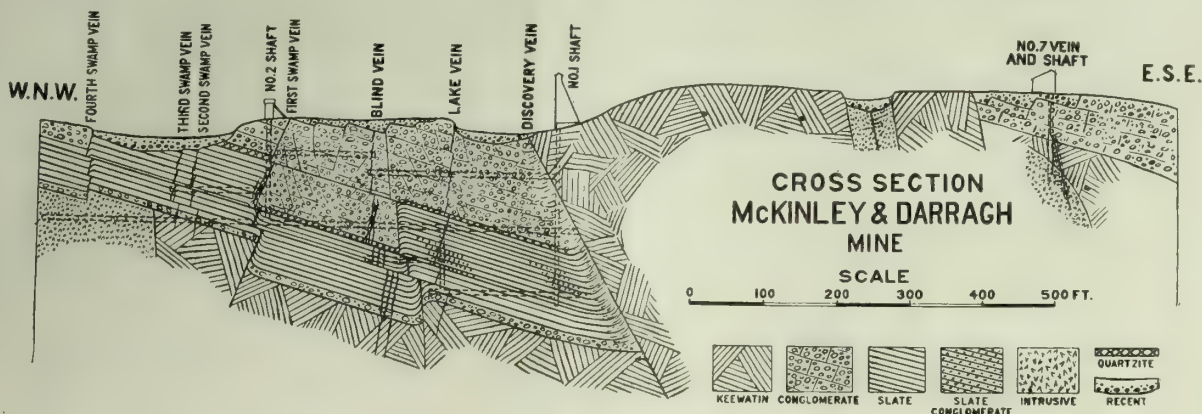 W.N.W.
FOURTH SWAMP VEIN
THIRD SWAMP VEIN
SECOND SWAMP VEIN
NO.2 SHAFT
FIRST SWAMP VEIN
BLIND VEIN
LAKE VEIN
DISCOVERY VEIN
NO.1 SHAFT
NO.7 VEIN
AND SHAFT
E.S.E.
CROSS SECTION
McKINLEY & DARRAGH
MINE
SCALE
0 100 200 300 400 500 FT.
KEEWATIN
CONGLOMERATE
SLATE
SLATE
CONGLOMERATE
INTRUSIVE
QUARTZITE
RECENT